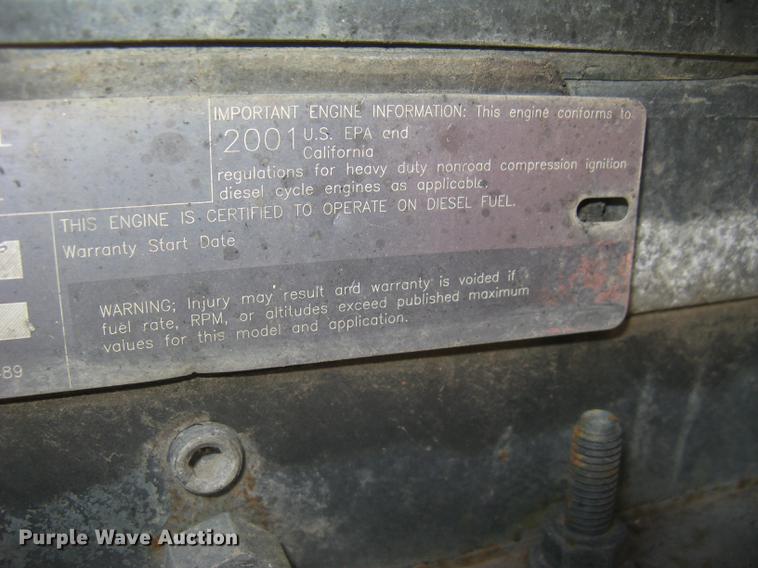 IMPORTANT ENGINE INFORMATION: This engine conforms to
2001 U.S. EPA and
California
regulations for heavy duty nonroad compression ignition
diesel cycle engines as applicable.
THIS ENGINE IS CERTIFIED TO OPERATE ON DIESEL FUEL.
Warranty Start Date
WARNING: Injury may result and warranty is voided if
fuel rate, RPM, or altitudes exceed published maximum
values for this model and application.
-89
Purple Wave Auction